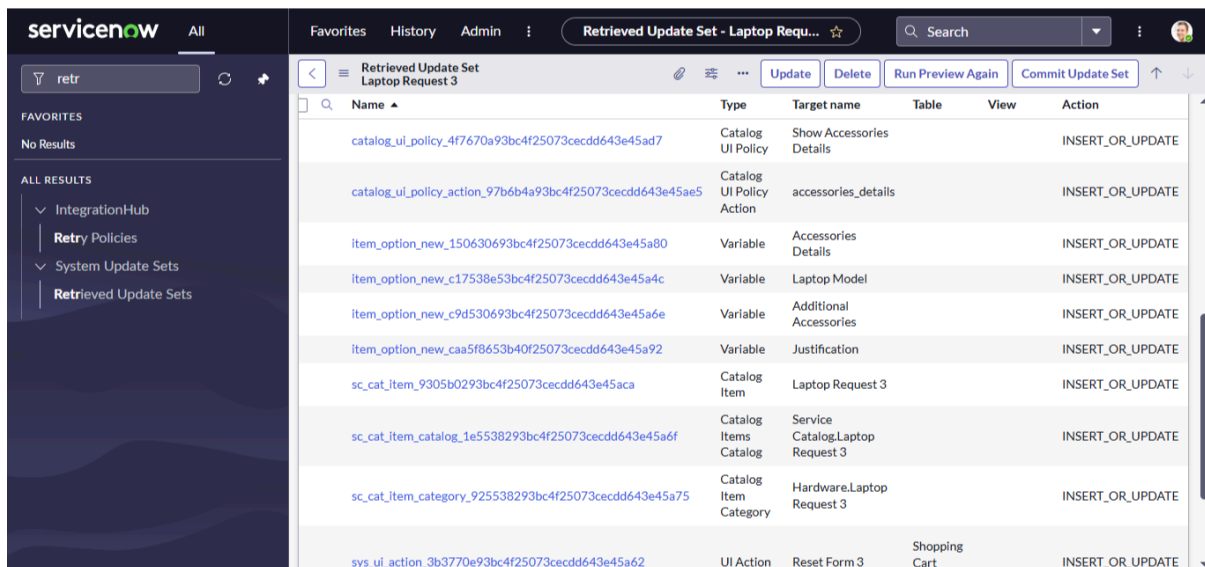 servicenow
All
Favorites
History
Admin
Retrieved Update Set - Laptop Requ...
Search
retr
FAVORITES
No Results
ALL RESULTS
IntegrationHub
Retry Policies
System Update Sets
Retrieved Update Sets
Retrieved Update Set
Laptop Request 3
Update
Delete
Run Preview Again
Commit Update Set
Name Type Target name Table View Action
catalog_ui_policy_4f7670a93bc4f25073cecdd643e45ad7 Catalog UI Policy Show Accessories Details INSERT_OR_UPDATE
catalog_ui_policy_action_97b6b4a93bc4f25073cecdd643e45ae5 Catalog UI Policy Action accessories_details INSERT_OR_UPDATE
item_option_new_150630693bc4f25073cecdd643e45a80 Variable Accessories Details INSERT_OR_UPDATE
item_option_new_c17538e53bc4f25073cecdd643e45a4c Variable Laptop Model INSERT_OR_UPDATE
item_option_new_c9d530693bc4f25073cecdd643e45a6e Variable Additional Accessories INSERT_OR_UPDATE
item_option_new_caa5f8653b40f25073cecdd643e45a92 Variable Justification INSERT_OR_UPDATE
sc_cat_item_9305b0293bc4f25073cecdd643e45aca Catalog Item Laptop Request 3 INSERT_OR_UPDATE
sc_cat_item_catalog_1e5538293bc4f25073cecdd643e45a6f Catalog Items Catalog Service Catalog.Laptop Request 3 INSERT_OR_UPDATE
sc_cat_item_category_925538293bc4f25073cecdd643e45a75 Catalog Item Category Hardware.Laptop Request 3 INSERT_OR_UPDATE
sys_ui_action_3b3770e93bc4f25073cecdd643e45a62 UI Action Reset Form 3 Shopping Cart INSERT_OR_UPDATE